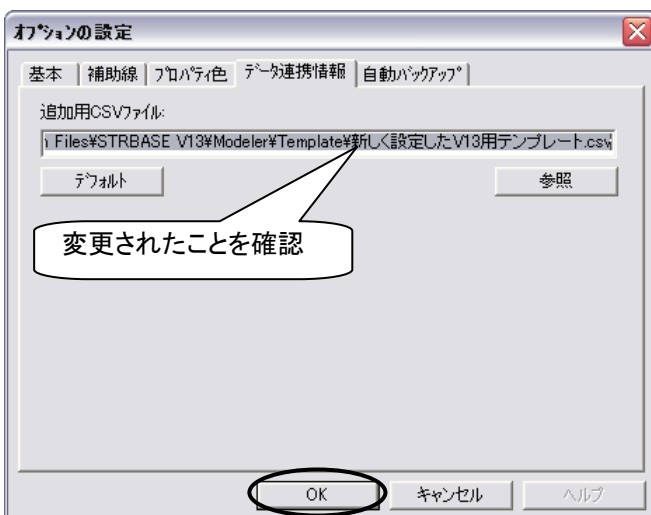 オプションの設定
基本 補助線 プロパティ色 データ連携情報 自動バックアップ
追加用CSVファイル:
Files¥STRBASE V13¥Modeler¥Template¥新しく設定したV13用テンプレート.csv
デフォルト 参照
変更されたことを確認
OK キャンセル ヘルプ